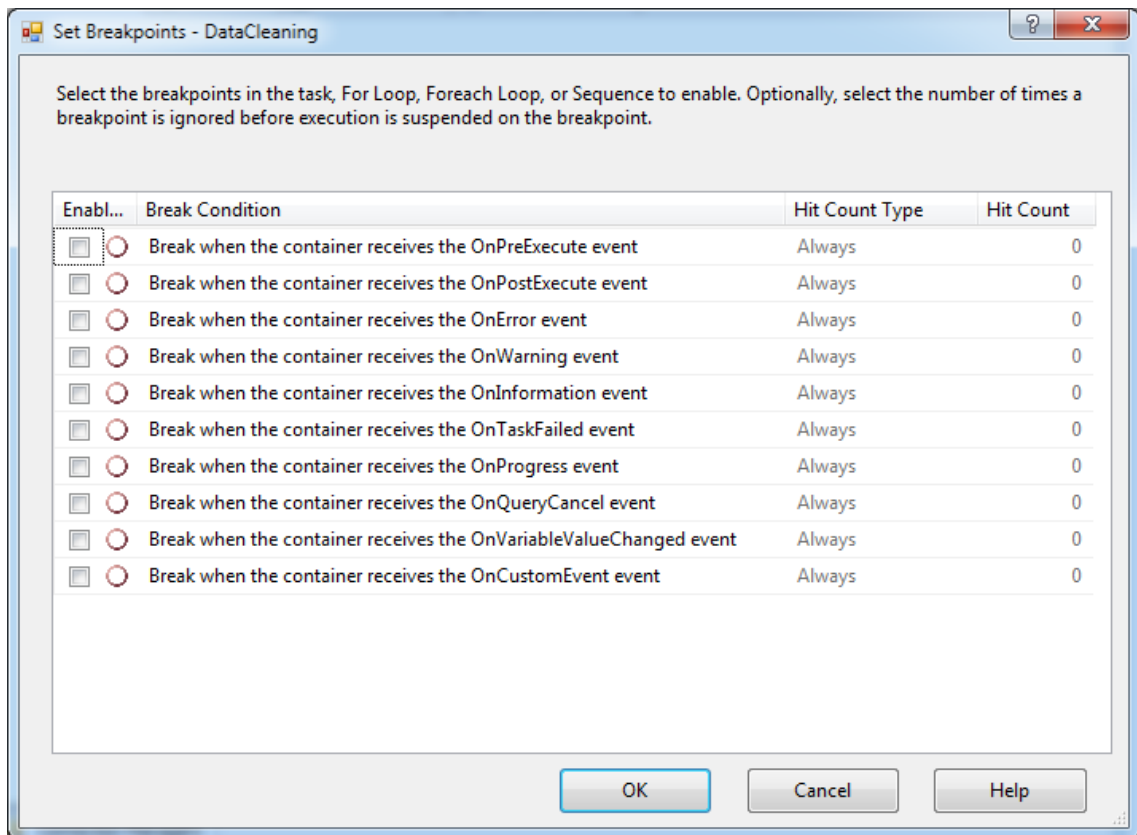 Set Breakpoints - DataCleaning
Select the breakpoints in the task, For Loop, Foreach Loop, or Sequence to enable. Optionally, select the number of times a
breakpoint is ignored before execution is suspended on the breakpoint.
Enabl... Break Condition Hit Count Type Hit Count
Break when the container receives the OnPreExecute event Always 0
Break when the container receives the OnPostExecute event Always 0
Break when the container receives the OnError event Always 0
Break when the container receives the OnWarning event Always 0
Break when the container receives the OnInformation event Always 0
Break when the container receives the OnTaskFailed event Always 0
Break when the container receives the OnProgress event Always 0
Break when the container receives the OnQueryCancel event Always 0
Break when the container receives the OnVariableValueChanged event Always 0
Break when the container receives the OnCustomEvent event Always 0
OK Cancel Help